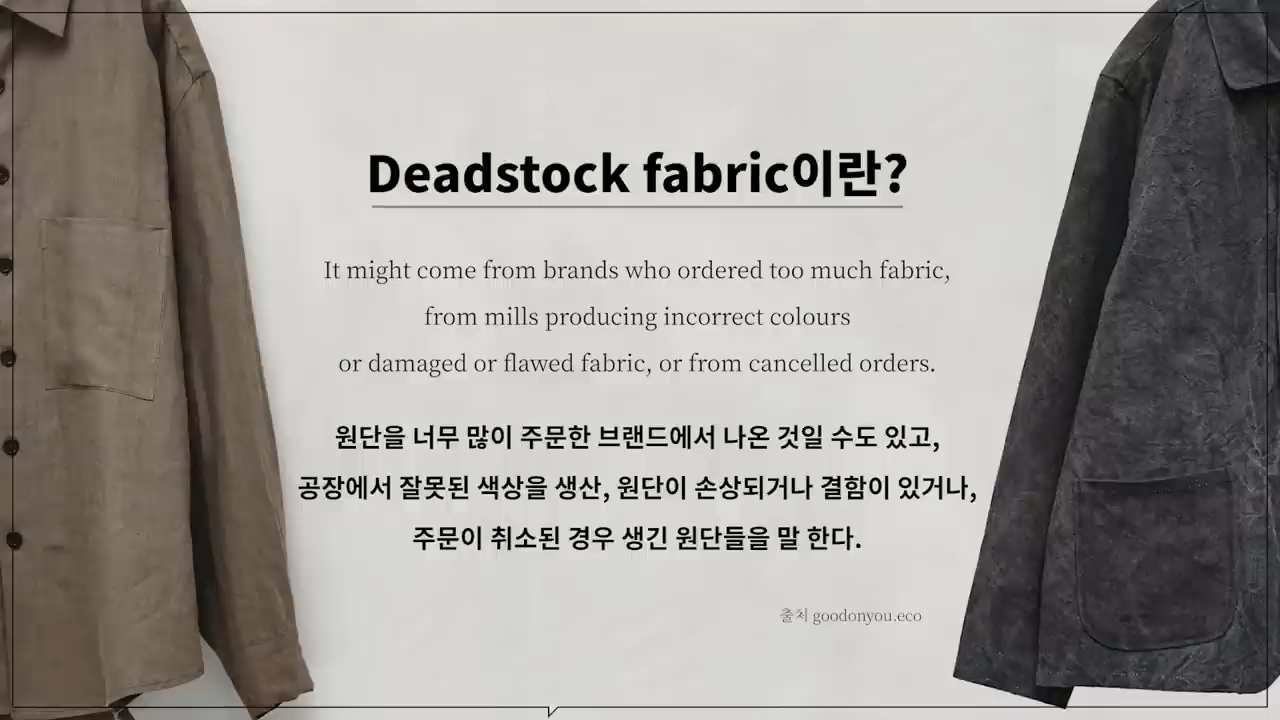 Deadstock fabric이란?
It might come from brands who ordered too much fabric,
from mills producing incorrect colours
or damaged or flawed fabric, or from cancelled orders.
원단을 너무 많이 주문한 브랜드에서 나온 것일 수도 있고,
공장에서 잘못된 색상을 생산, 원단이 손상되거나 결함이 있거나,
주문이 취소된 경우 생긴 원단들을 말 한다.
출처 goodonyou.eco